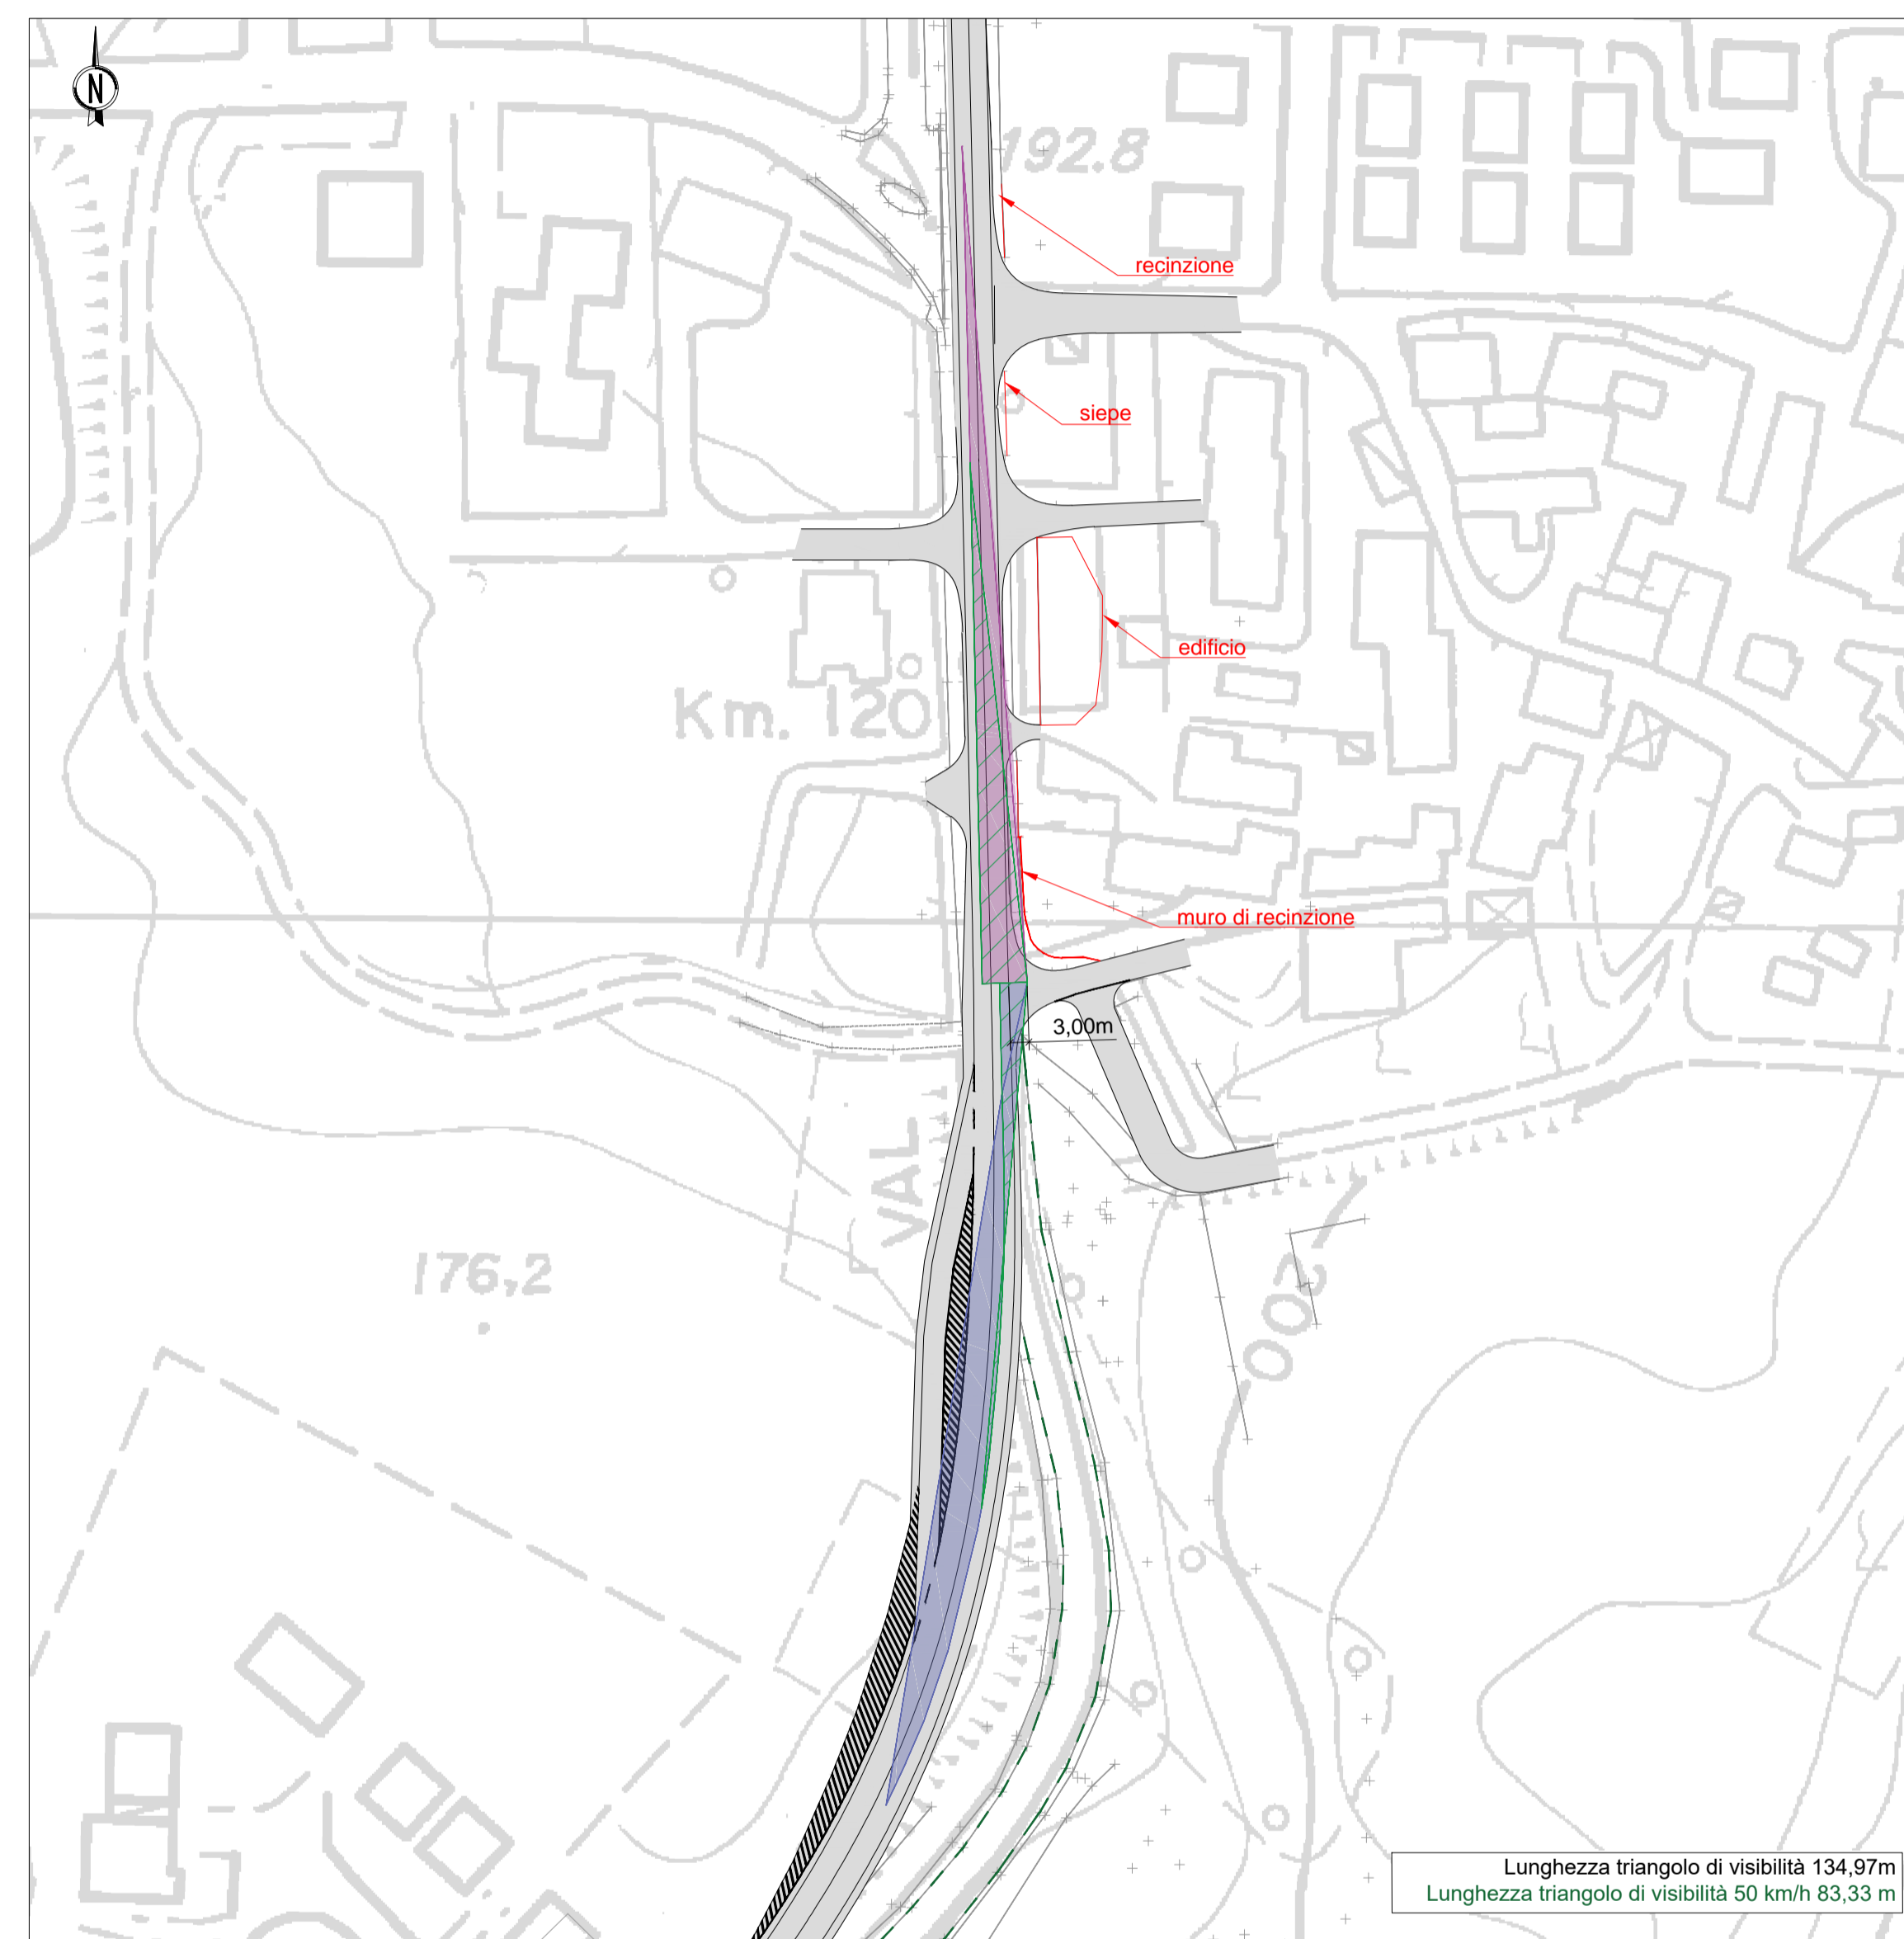 N
192.8
recinzione
siepe
edificio
Km. 120
muro di recinzione
3,00m
VAL
176,2
200
Lunghezza triangolo di visibilità 134,97m
Lunghezza triangolo di visibilità 50 km/h 83,33 m